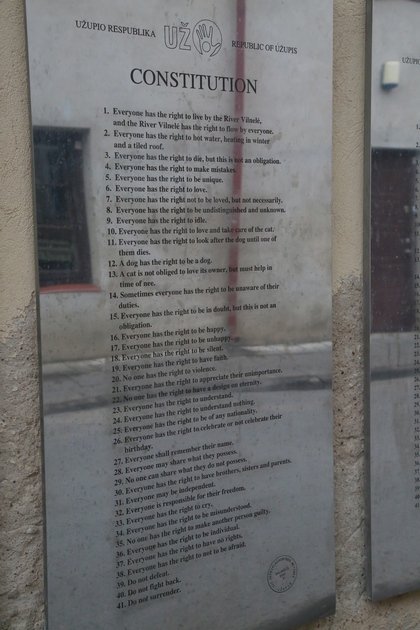 UŽUPIO RESPUBLIKA
UŽ
REPUBLIC OF UŽUPIS
CONSTITUTION
1. Everyone has the right to live by the River Vilnelė,
and the River Vilnelė has the right to flow by everyone.
2. Everyone has the right to hot water, heating in winter
and a tiled roof.
3. Everyone has the right to die, but this is not an obligation.
4. Everyone has the right to make mistakes.
5. Everyone has the right to be unique.
6. Everyone has the right to love.
7. Everyone has the right not to be loved, but not necessarily.
8. Everyone has the right to be undistinguished and unknown.
9. Everyone has the right to idle.
10. Everyone has the right to love and take care of the cat.
11. Everyone has the right to look after the dog until one of
them dies.
12. A dog has the right to be a dog.
13. A cat is not obliged to love its owner, but must help in
time of nee.
14. Sometimes everyone has the right to be unaware of their
duties.
15. Everyone has the right to be in doubt, but this is not an
obligation.
16. Everyone has the right to be happy.
17. Everyone has the right to be unhappy.
18. Everyone has the right to be silent.
19. Everyone has the right to have faith.
20. No one has the right to violence.
21. Everyone has the right to appreciate their unimportance.
22. No one has the right to have a design on eternity.
23. Everyone has the right to understand.
24. Everyone has the right to understand nothing.
25. Everyone has the right to be of any nationality.
26. Everyone has the right to celebrate or not celebrate their
birthday.
27. Everyone shall remember their name.
28. Everyone may share what they possess.
29. No one can share what they do not possess.
30. Everyone has the right to have brothers, sisters and parents.
31. Everyone may be independent.
32. Everyone is responsible for their freedom.
33. Everyone has the right to cry.
34. Everyone has the right to be misunderstood.
35. No one has the right to make another person guilty.
36. Everyone has the right to be individual.
37. Everyone has the right to have no rights.
38. Everyone has the right to not to be afraid.
39. Do not defeat.
40. Do not fight back.
41. Do not surrender.